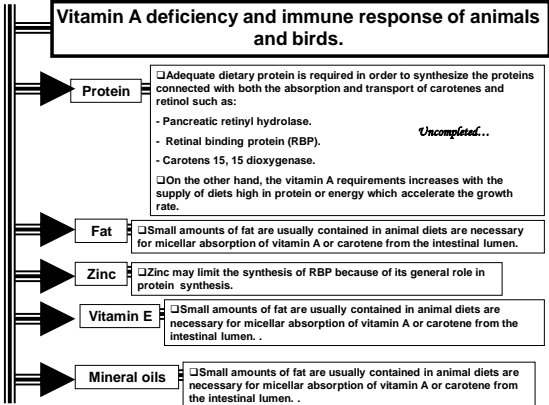 Vitamin A deficiency and immune response of animals
and birds.
Protein
❑Adequate dietary protein is required in order to synthesize the proteins
connected with both the absorption and transport of carotenes and
retinol such as:
- Pancreatic retinyl hydrolase.
- Retinal binding protein (RBP).
- Carotens 15, 15 dioxygenase.
Uncompleted…
❑On the other hand, the vitamin A requirements increases with the
supply of diets high in protein or energy which accelerate the growth
rate.
Fat
❑Small amounts of fat are usually contained in animal diets are necessary
for micellar absorption of vitamin A or carotene from the intestinal lumen.
Zinc
❑Zinc may limit the synthesis of RBP because of its general role in
protein synthesis.
Vitamin E
❑Small amounts of fat are usually contained in animal diets are
necessary for micellar absorption of vitamin A or carotene from the
intestinal lumen. .
Mineral oils
❑Small amounts of fat are usually contained in animal diets are
necessary for micellar absorption of vitamin A or carotene from
the intestinal lumen. .